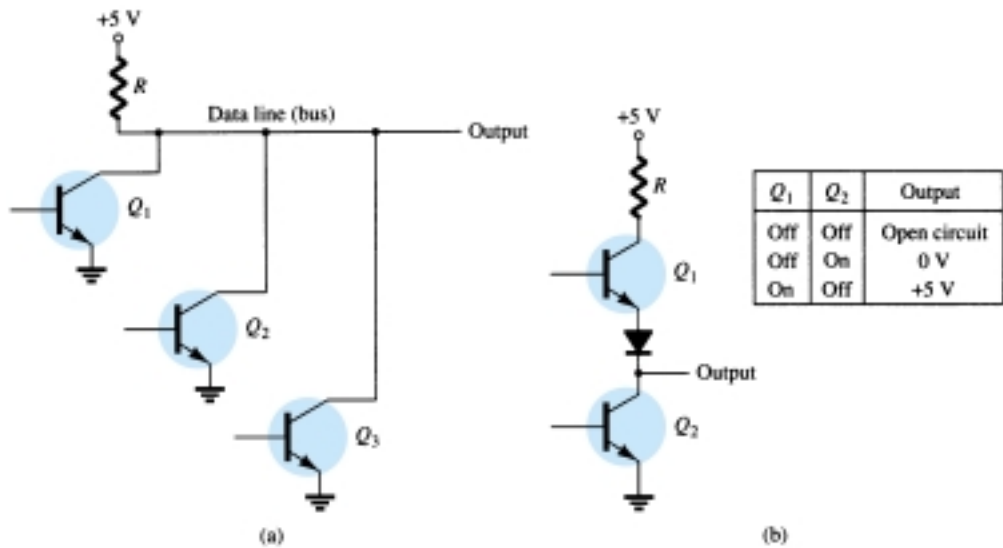 +5 V
R
Data line (bus)
Output
Q1
Q2
Q3
(a)
+5 V
R
Q1
Output
Q2
(b)
Q1 Q2 Output
Off Off Open circuit
Off On 0 V
On Off +5 V